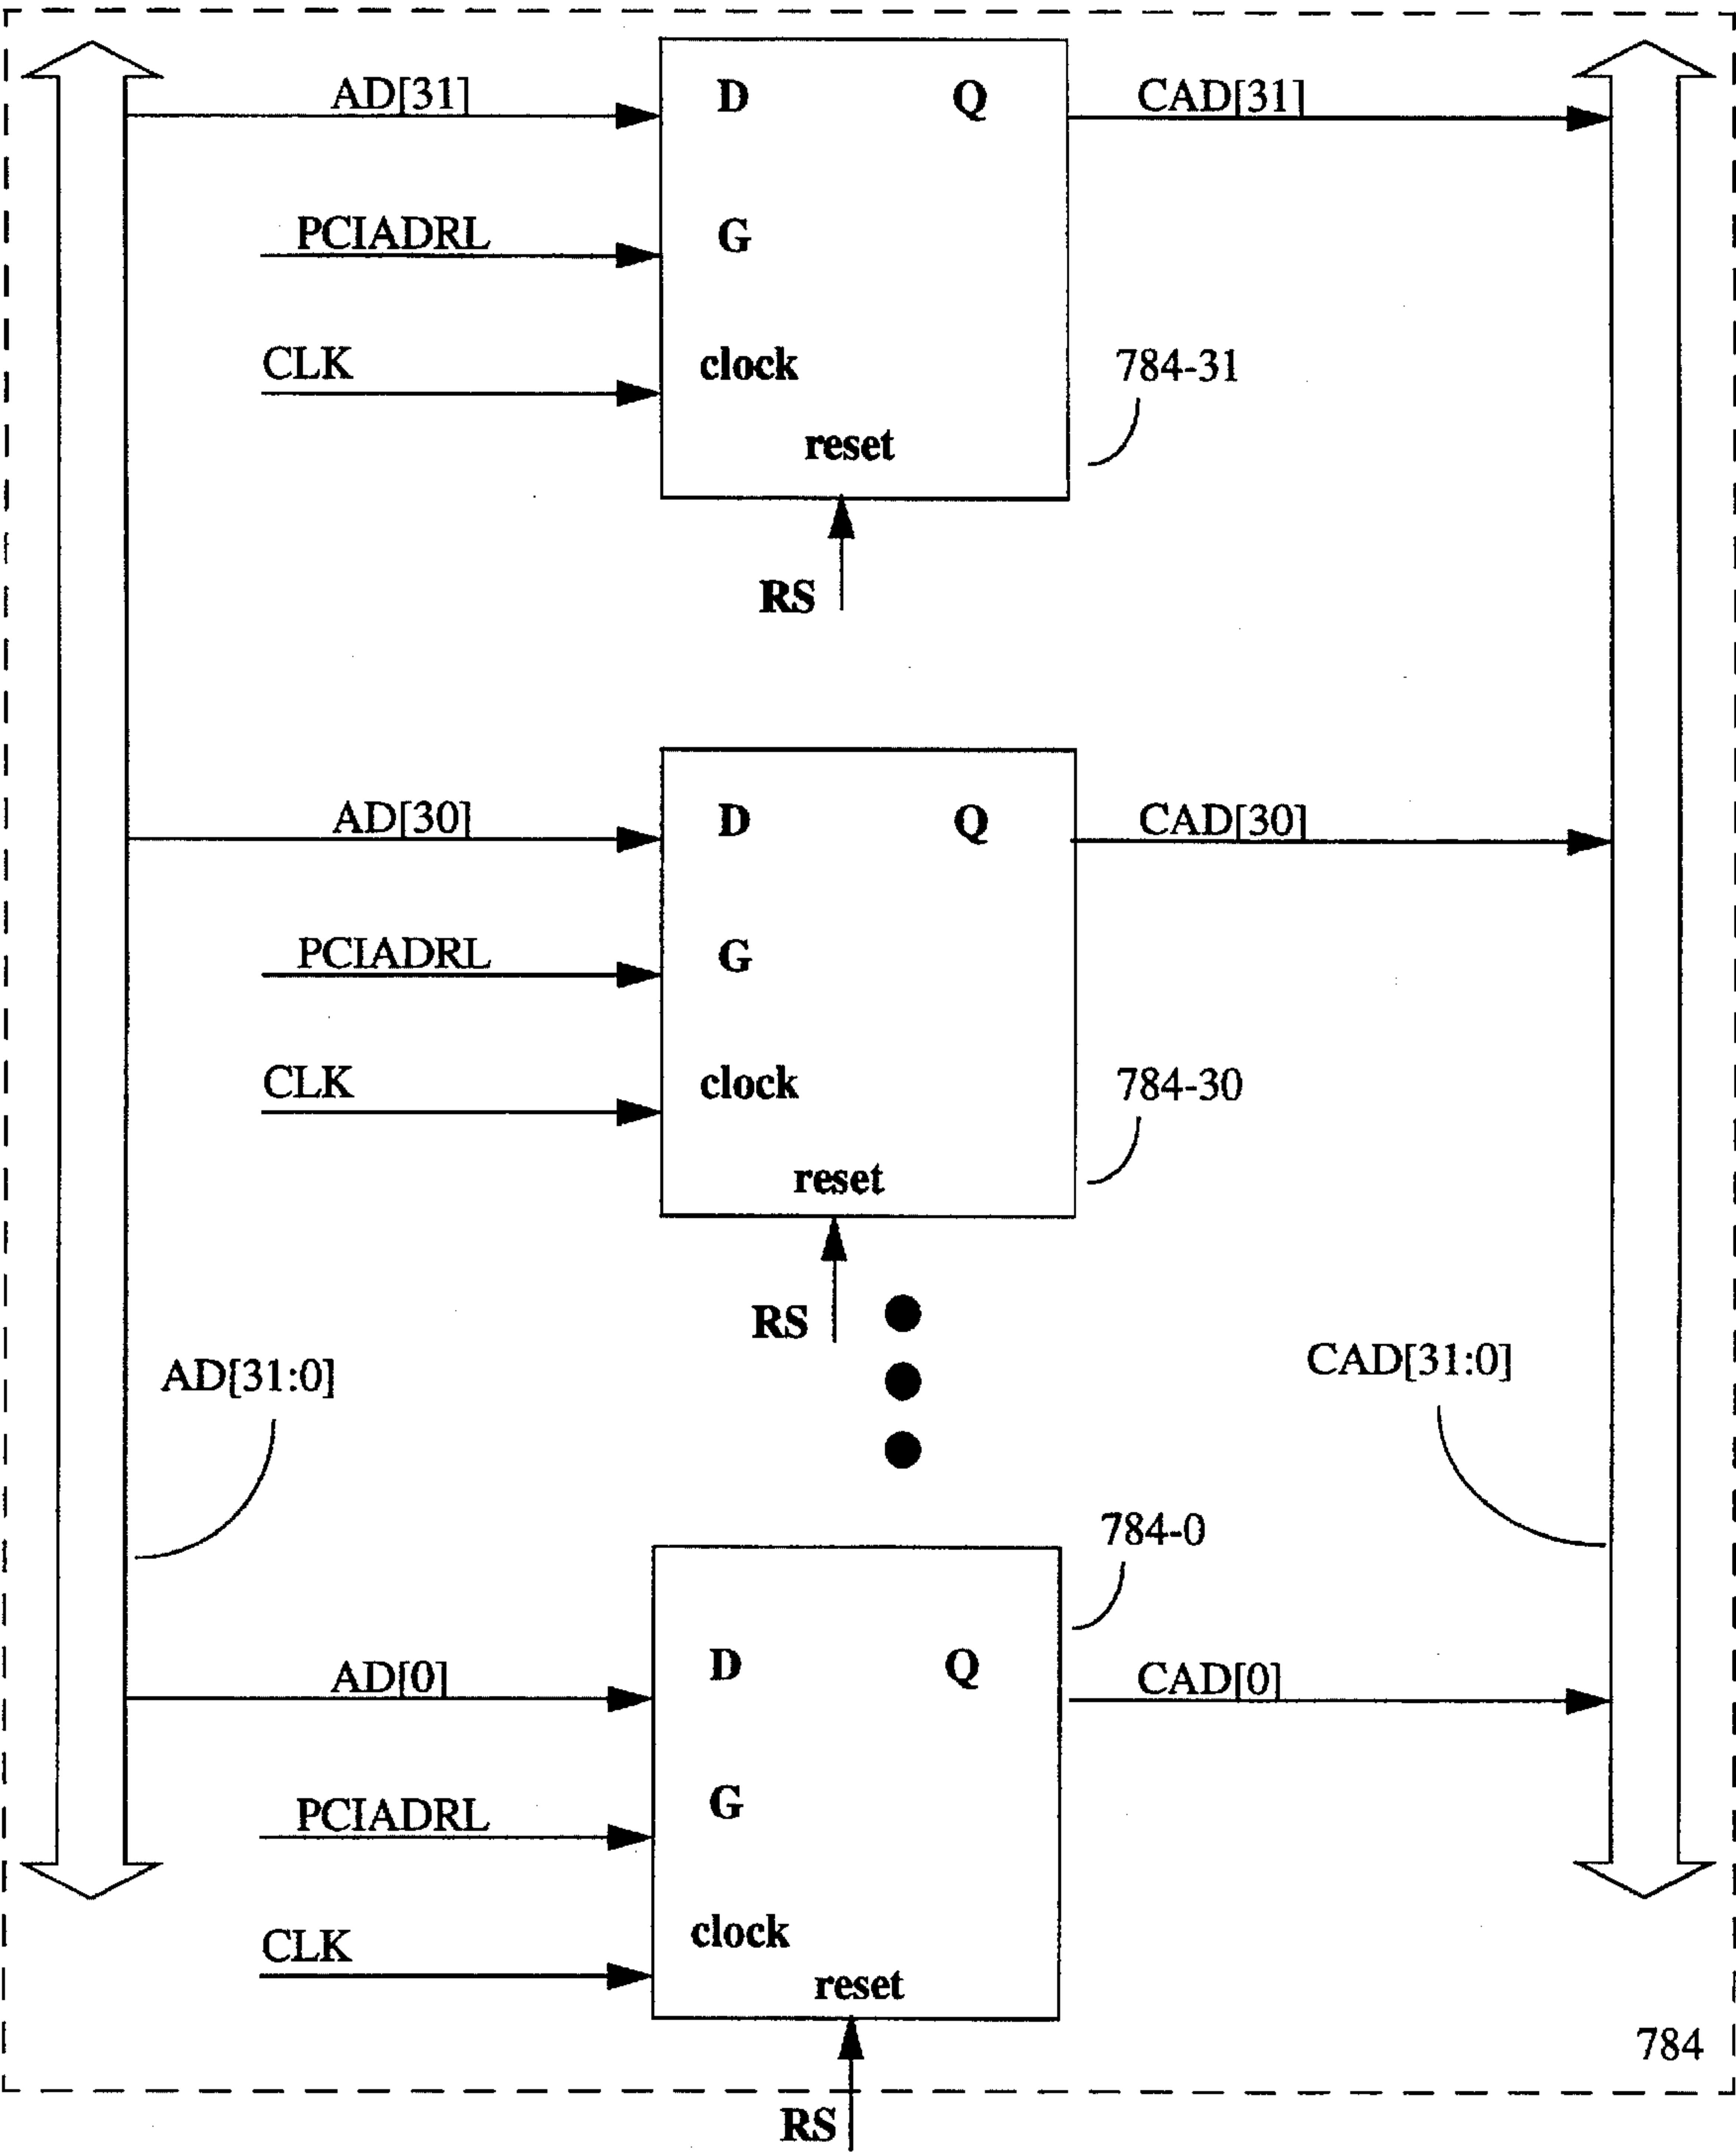 AD[31]
D
Q
CAD[31]
PCIADRL
G
CLK
clock
784-31
reset
RS
AD[30]
D
Q
CAD[30]
PCIADRL
G
CLK
clock
784-30
reset
RS
AD[31:0]
CAD[31:0]
784-0
AD[0]
D
Q
CAD[0]
PCIADRL
G
CLK
clock
reset
784
RS